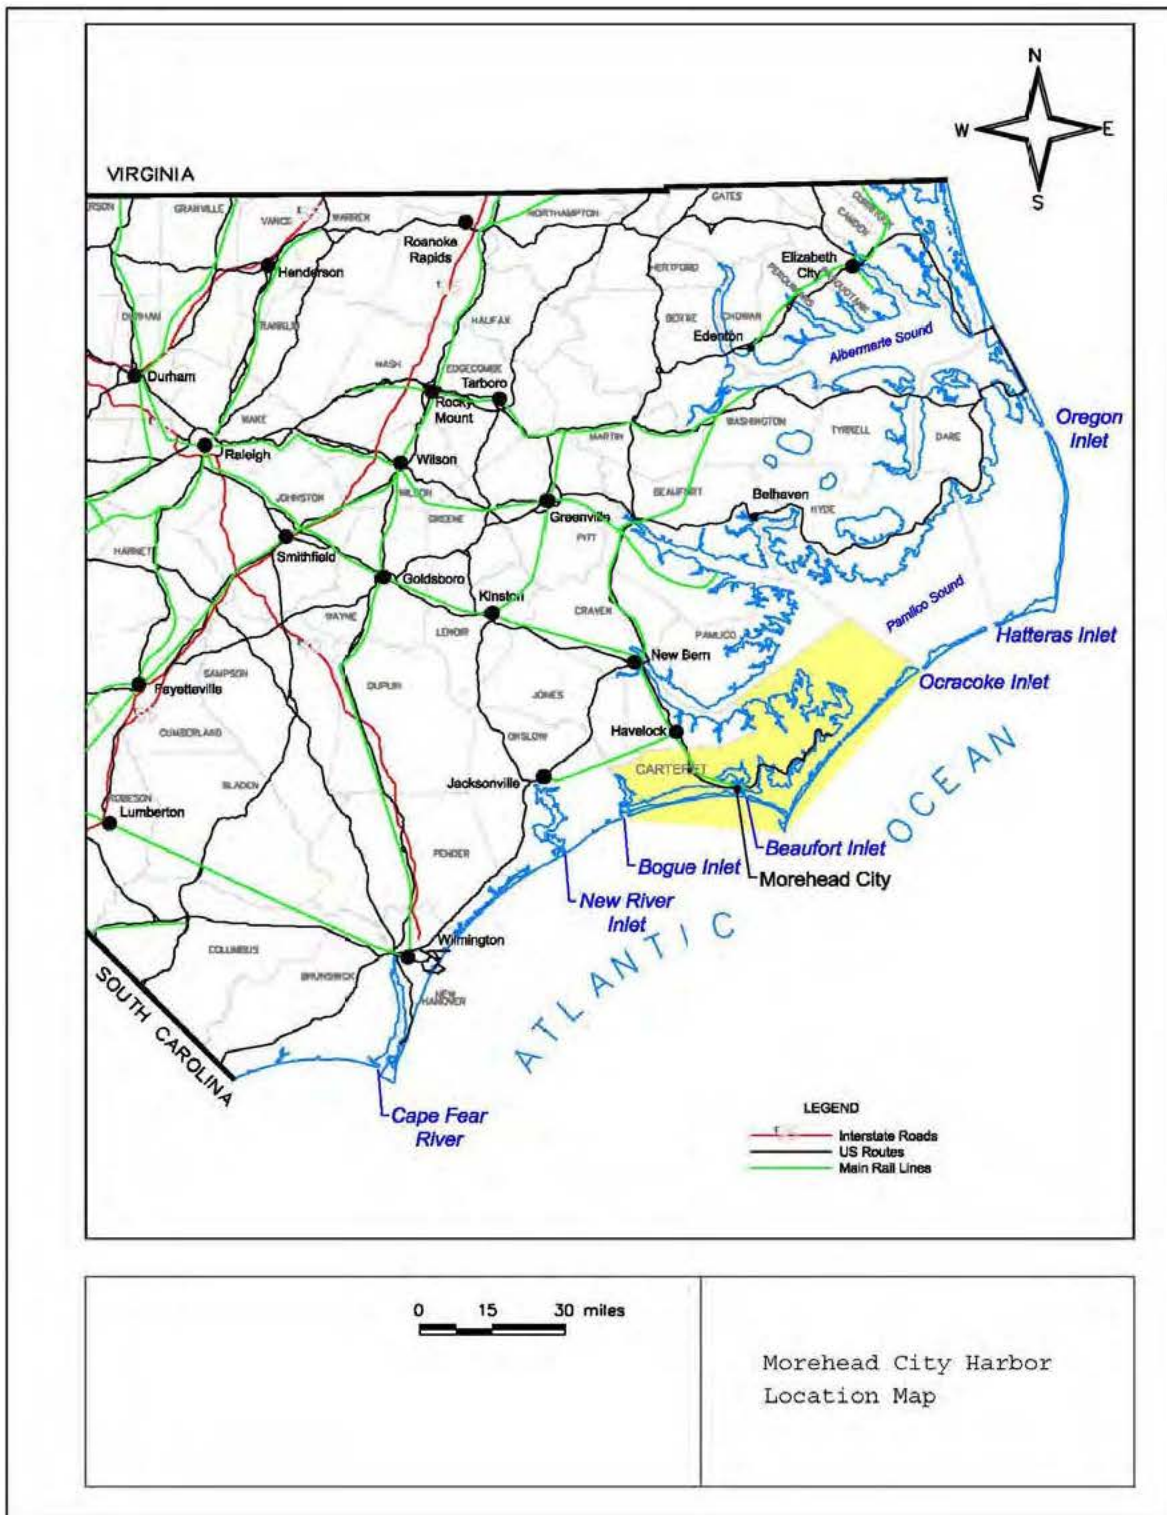 N
W
E
S
VIRGINIA
GRANVILLE
VANCE
WARREN
NORTHAMPTON
GATES
CAMDEN
Roanoke
Rapids
Elizabeth
City
Henderson
HERTFORD
HALIFAX
BERTIE
CHOWAN
Edenton
Albermarle Sound
NASH
EDGECOMBE
Durham
Tarboro
Rocky
Mount
WAKE
WASHINGTON
TYRRELL
DARE
Oregon
Inlet
MARTIN
Raleigh
Wilson
JOHNSTON
BEAUFORT
Belhaven
HYDE
GREENE
Greenville
PITT
HARNET
Smithfield
Goldsboro
Kinston
WAYNE
LENOIR
CRAVEN
PAMLICO
Pamlico Sound
Hatteras Inlet
New Bern
SAMPSON
Fayetteville
DUPLIN
JONES
Ocracoke Inlet
CUMBERLAND
ONSLOW
Havelock
CARTERET
Jacksonville
BLADEN
ROBESON
Lumberton
PENDER
Beaufort Inlet
Bogue Inlet
Morehead City
New River
Inlet
ATLANTIC OCEAN
Wilmington
COLUMBUS
BRUNSWICK
NEW
HANOVER
SOUTH CAROLINA
Cape Fear
River
LEGEND
Interstate Roads
US Routes
Main Rail Lines
0 15 30 miles
Morehead City Harbor
Location Map